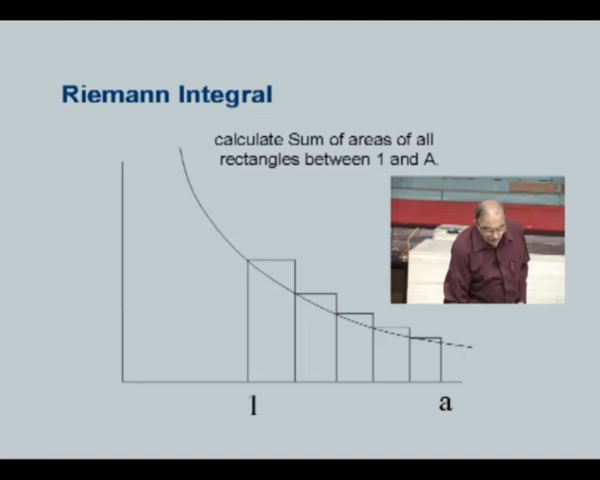 Riemann Integral
calculate Sum of areas of all
rectangles between 1 and A.
1
a